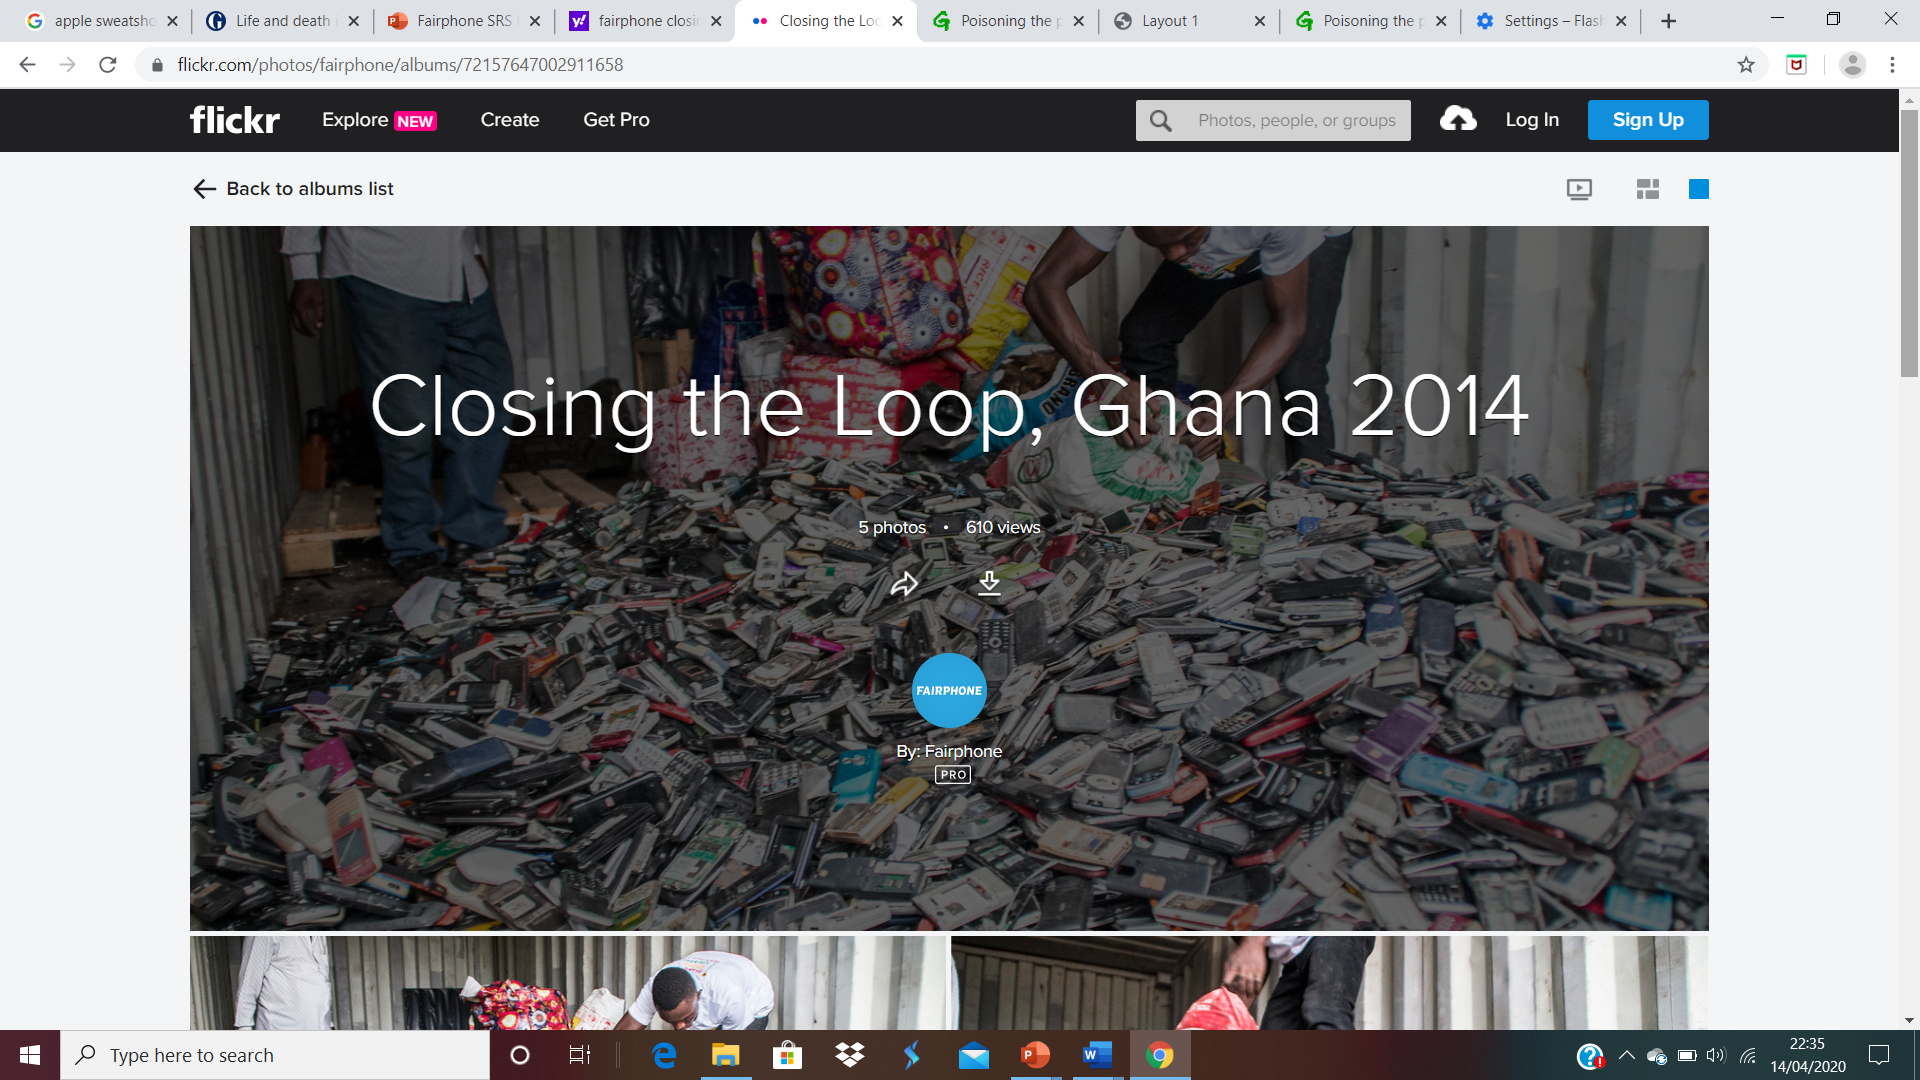 apple sweatsho
Life and death i
Fairphone SRS
fairphone closin
Closing the Loo
Poisoning the p
Layout 1
Poisoning the p
Settings – Flash
flickr.com/photos/fairphone/albums/72157647002911658
flickr
Explore NEW
Create
Get Pro
Photos, people, or groups
Log In
Sign Up
Back to albums list
RICE
GRAND
Closing the Loop, Ghana 2014
5 photos • 610 views
FAIRPHONE
By: Fairphone
PRO
Type here to search
22:35
14/04/2020